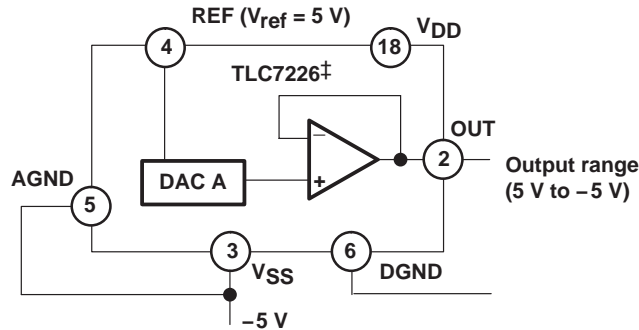 REF (Vref = 5 V)
4
18
VDD
TLC7226‡
−
+
DAC A
OUT
2
Output range
(5 V to −5 V)
AGND
5
3
VSS
6
DGND
−5 V